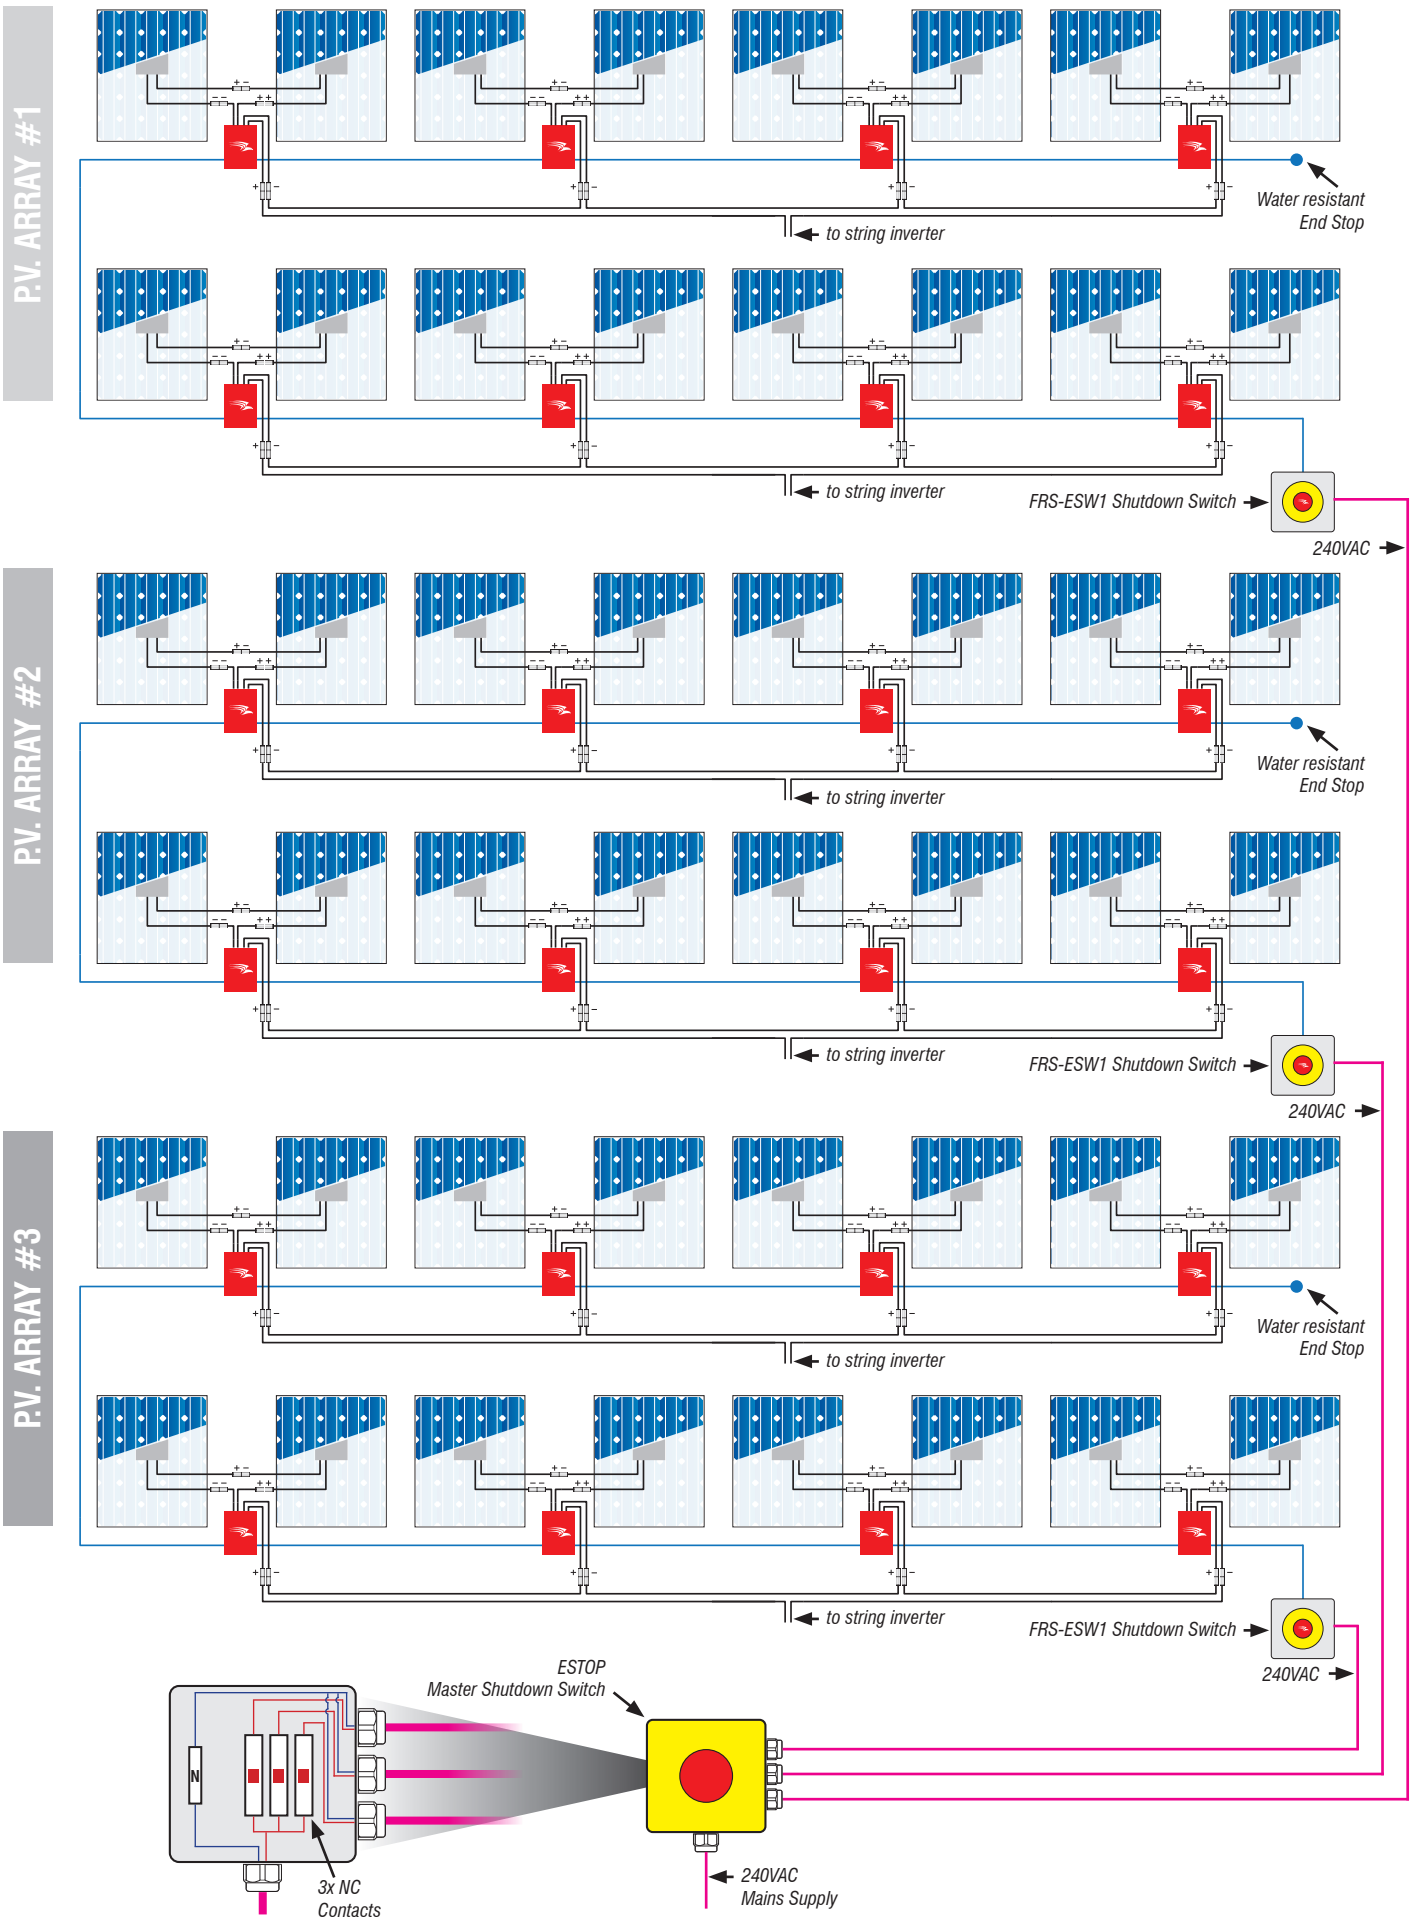 P.V. ARRAY #1
Water resistant
End Stop
to string inverter
to string inverter
FRS-ESW1 Shutdown Switch
240VAC
P.V. ARRAY #2
Water resistant
End Stop
to string inverter
to string inverter
FRS-ESW1 Shutdown Switch
240VAC
P.V. ARRAY #3
Water resistant
End Stop
to string inverter
to string inverter
FRS-ESW1 Shutdown Switch
240VAC
ESTOP
Master Shutdown Switch
N
3x NC
Contacts
240VAC
Mains Supply